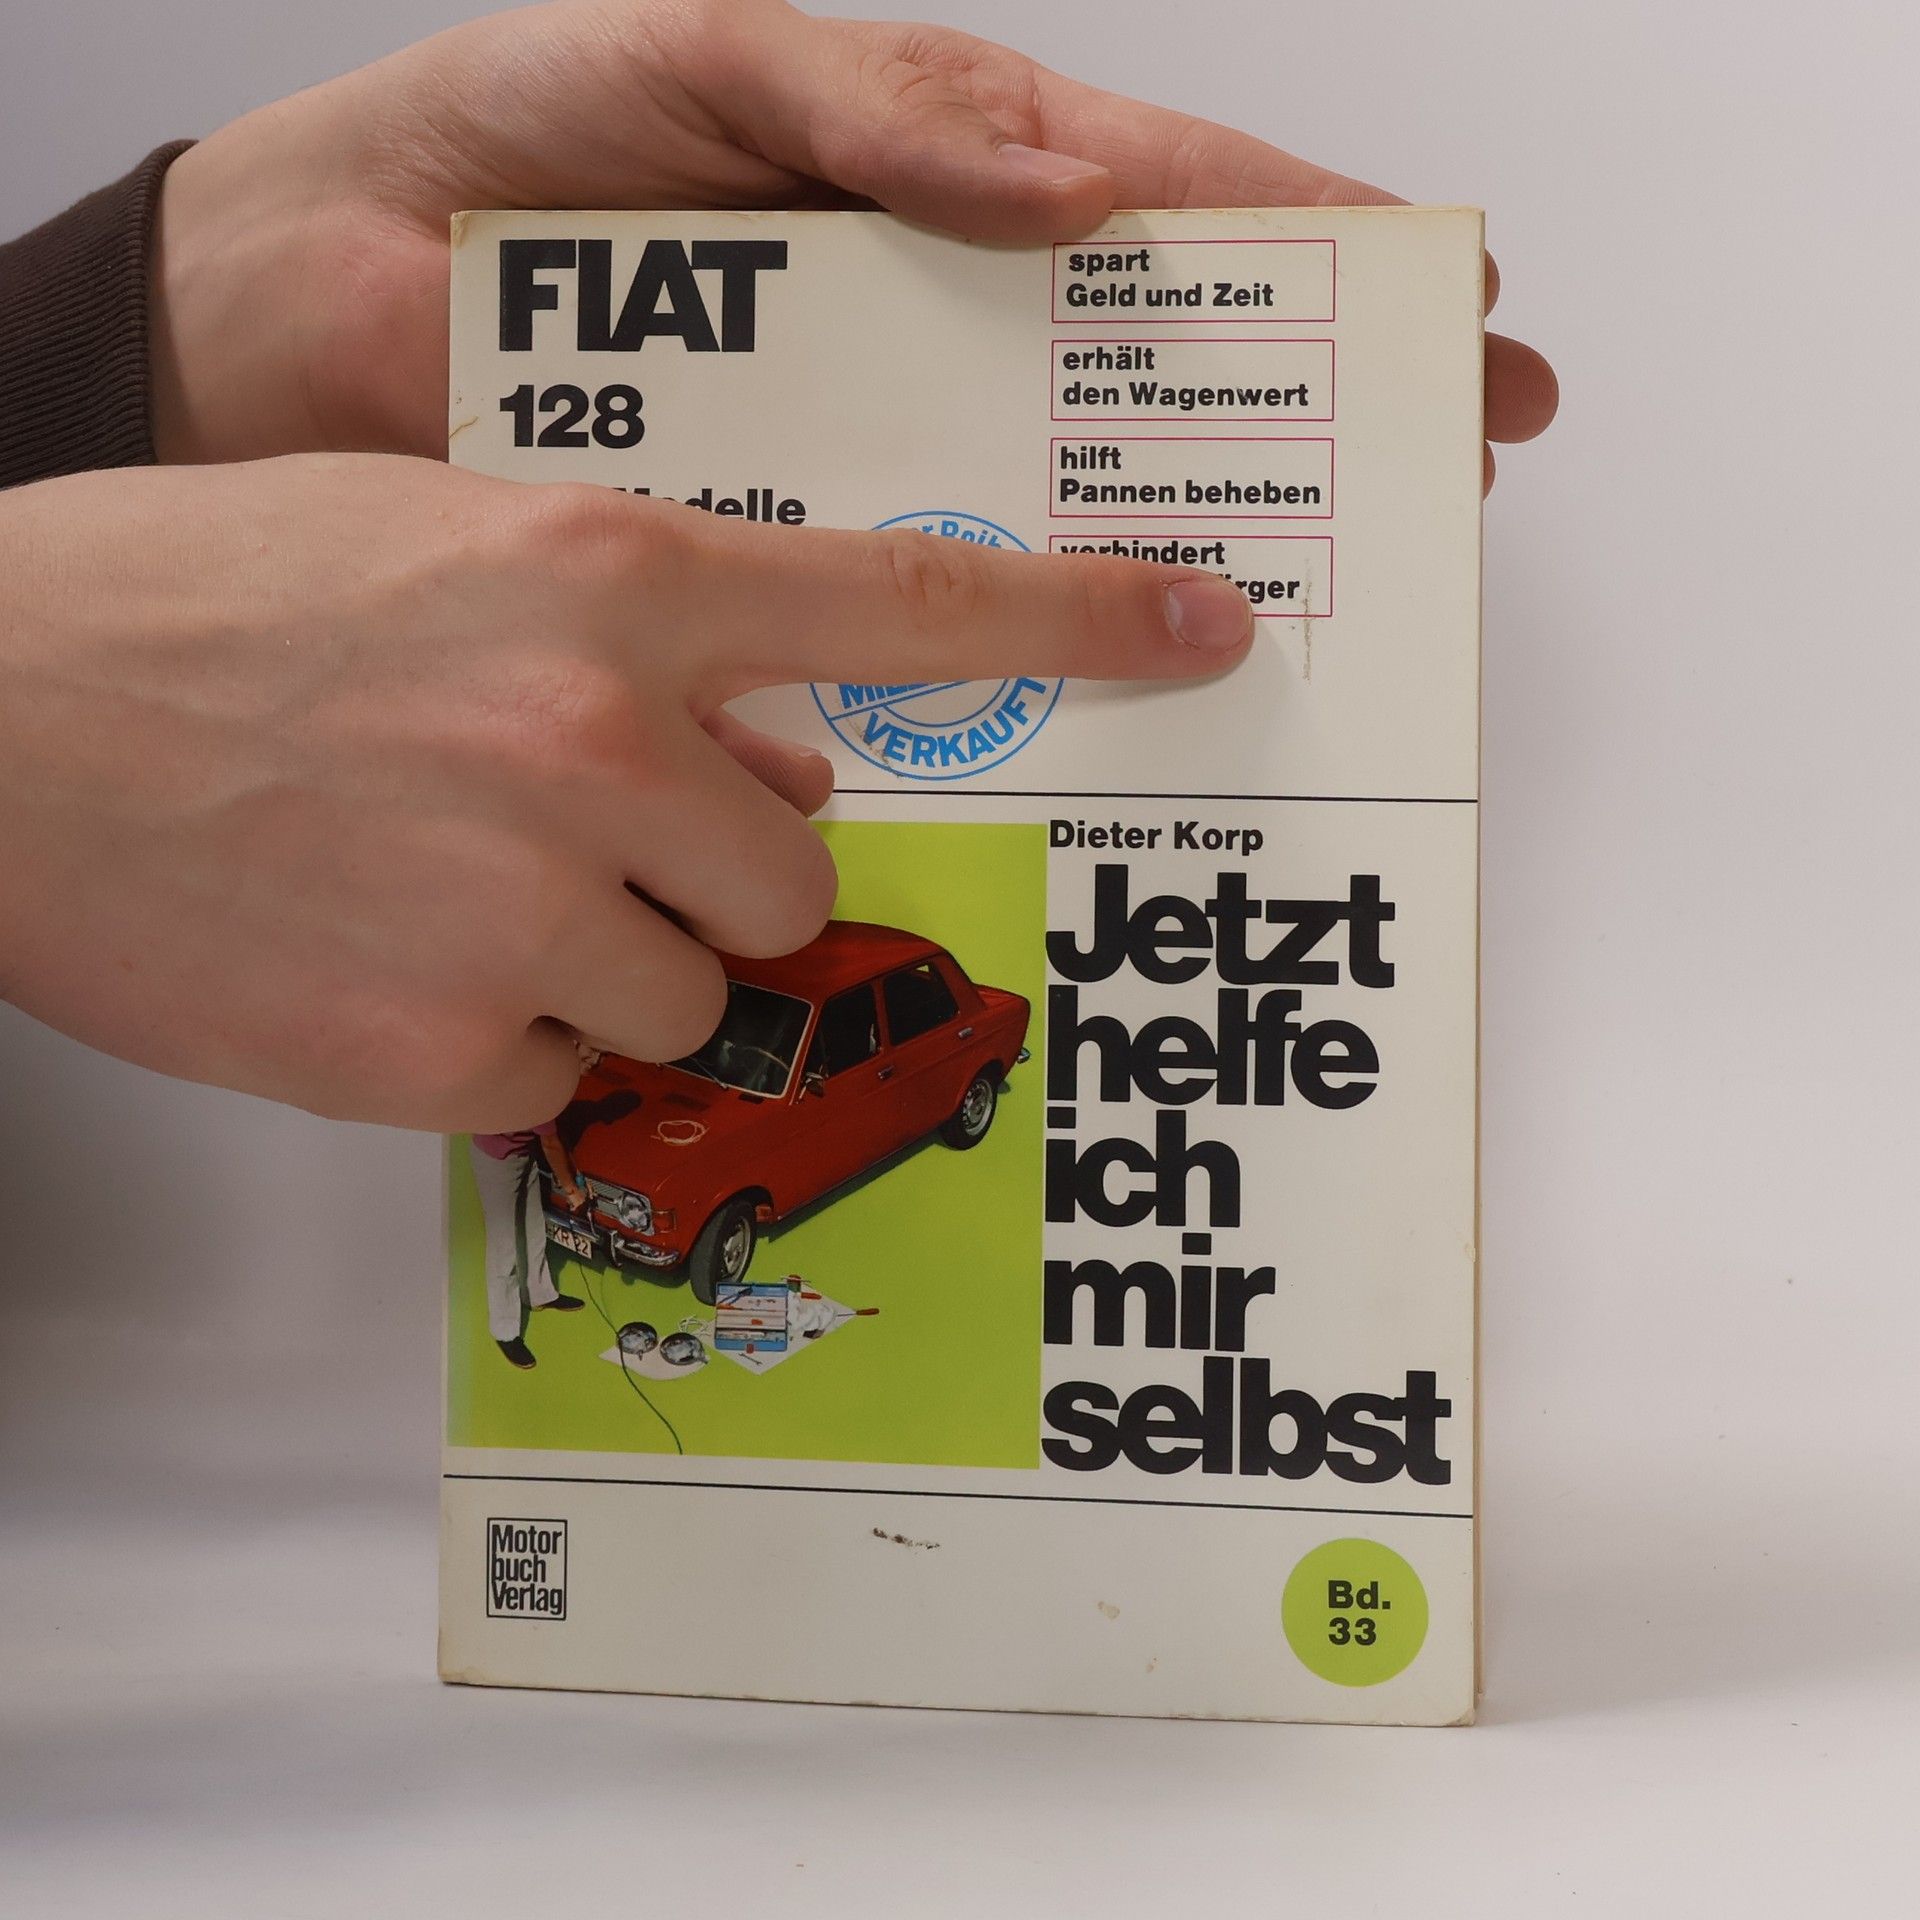 FIAT
128
Modelle
spart
Geld und Zeit
erhält
den Wagenwert
hilft
Pannen beheben
verhindert
VERKAUFT
Dieter Korp
Jetzt
helfe
ich
mir
selbst
Motor
buch
Verlag
Bd.
33